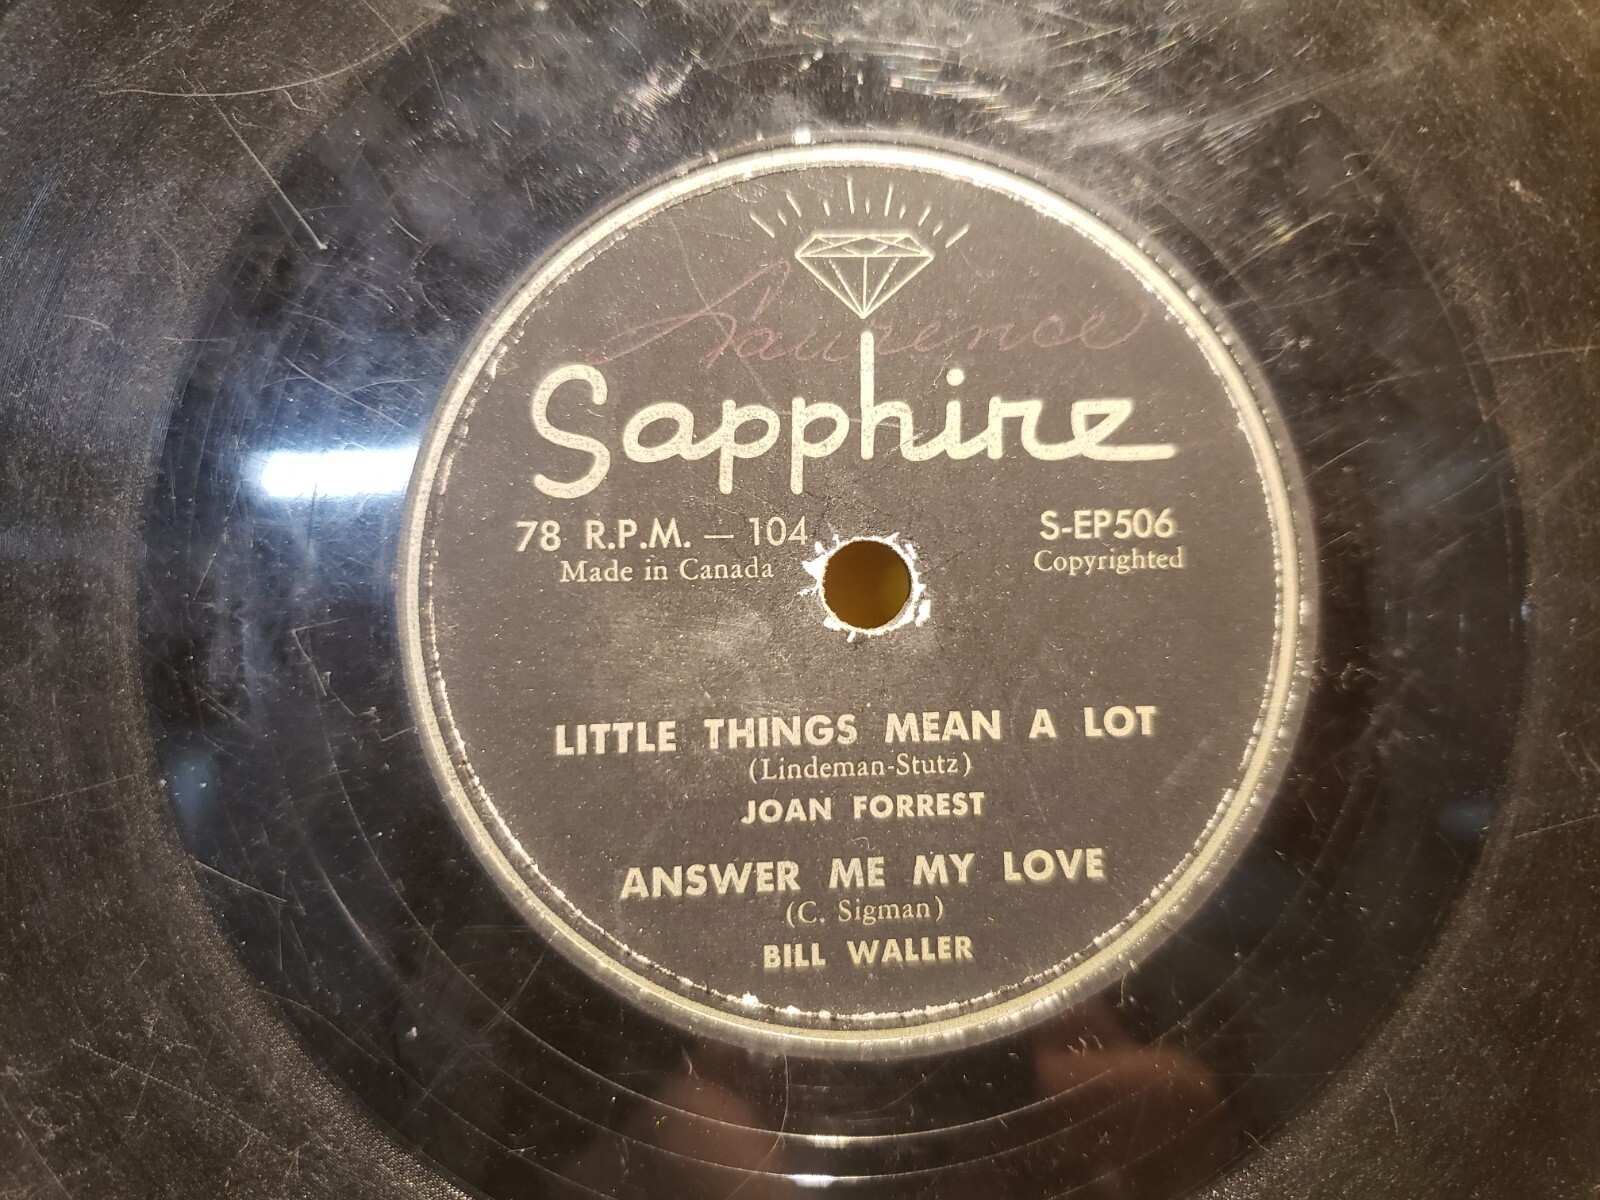 Laurence
Sapphire
78 R.P.M. — 104
Made in Canada
S-EP506
Copyrighted
LITTLE THINGS MEAN A LOT
(Lindeman-Stutz)
JOAN FORREST
ANSWER ME MY LOVE
(C. Sigman)
BILL WALLER